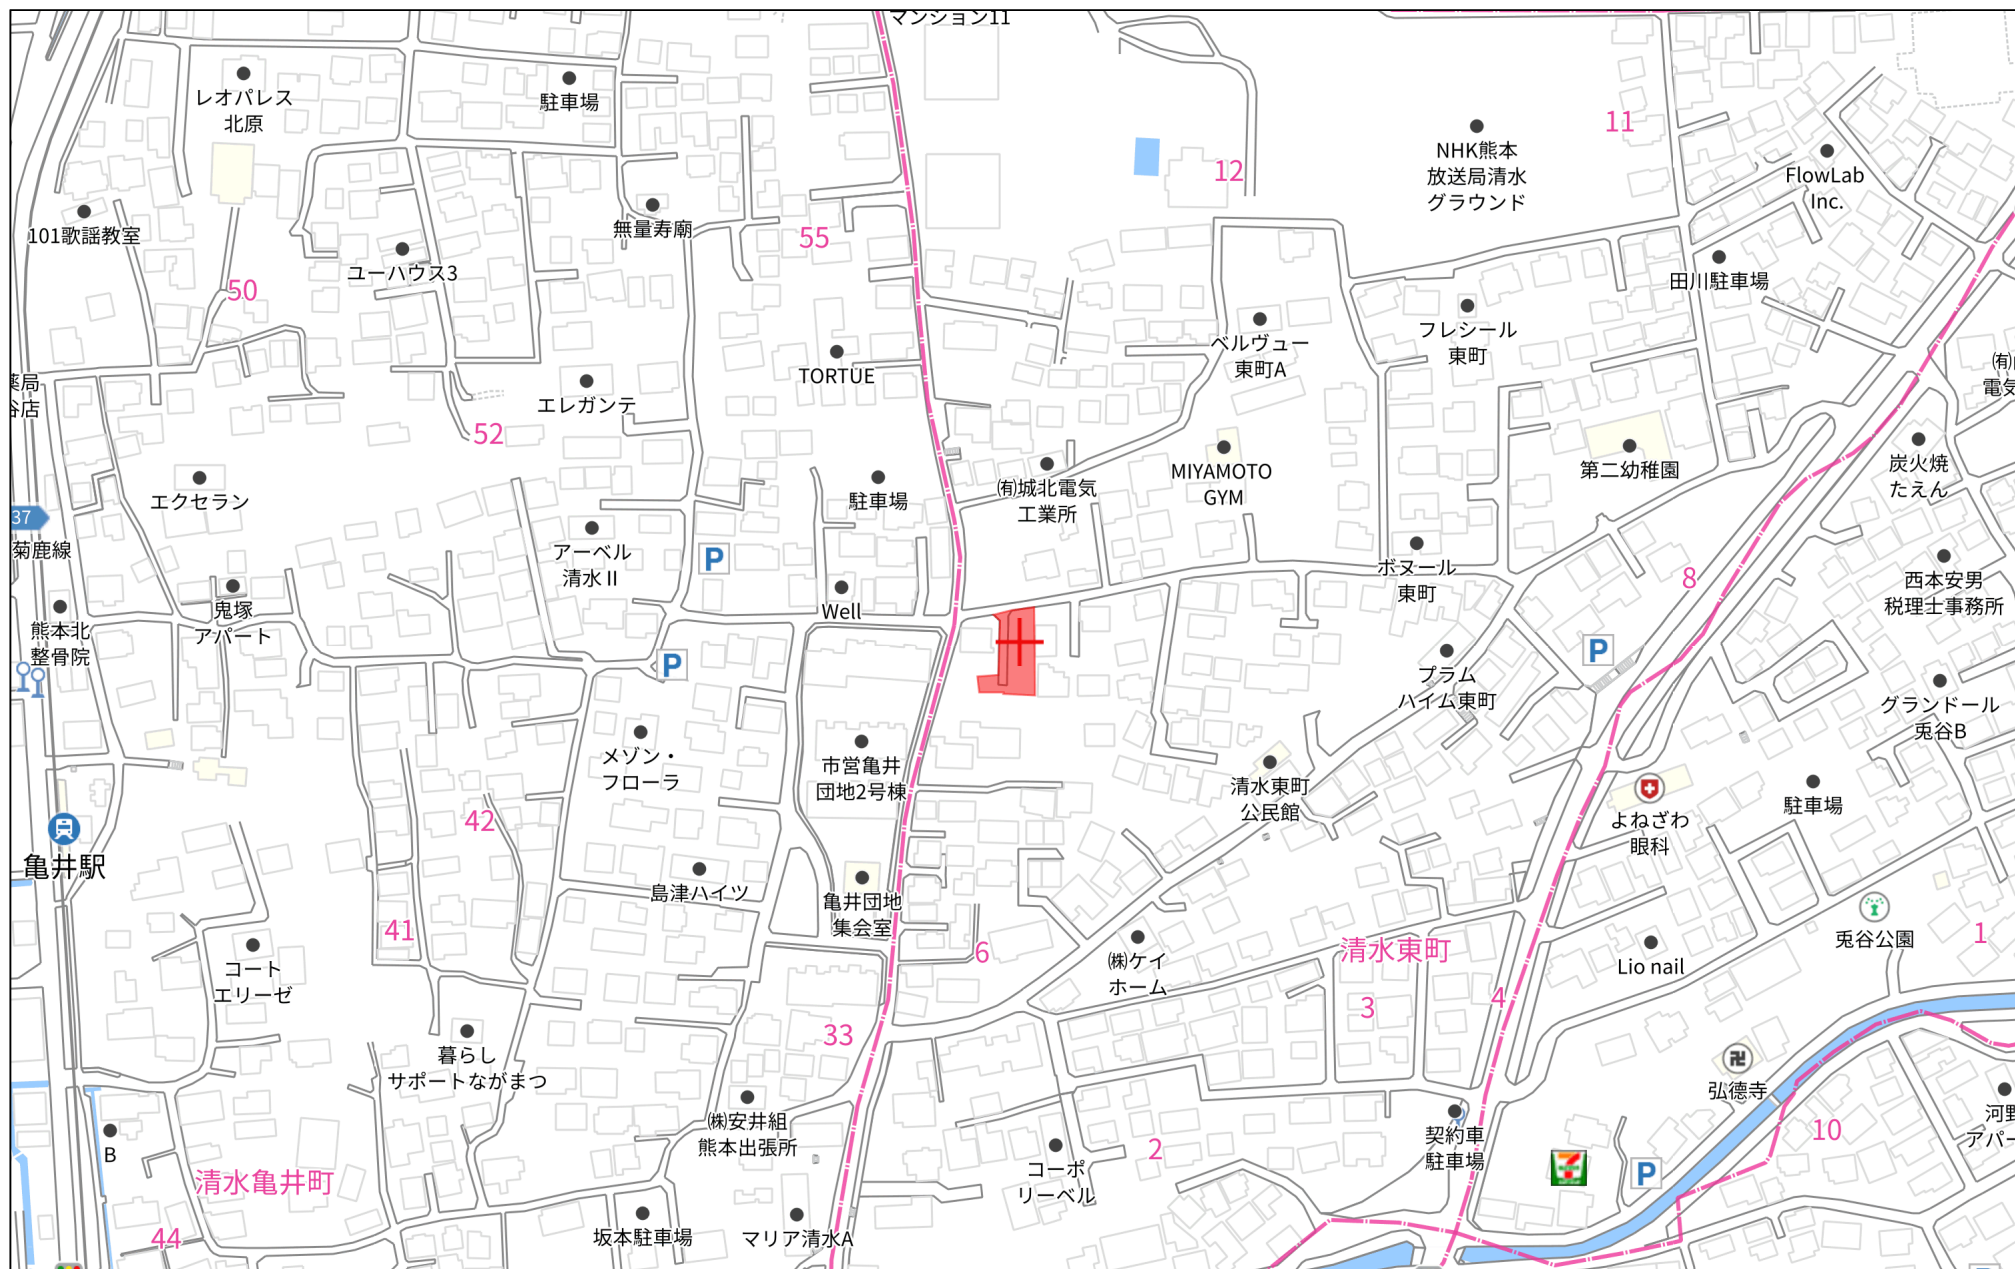 マンション11
レオパレス
北原
駐車場
NHK熊本
放送局清水
グラウンド
11
12
FlowLab
Inc.
101歌謡教室
無量寿廟
55
ユーハウス3
50
田川駐車場
ベルヴュー
東町A
フレシール
東町
TORTUE
エレガンテ
薬局
谷店
㈲
電気
52
エクセラン
駐車場
㈲城北電気
工業所
MIYAMOTO
GYM
第二幼稚園
炭火焼
たえん
37
菊鹿線
アーベル
清水Ⅱ
P
ボヌール
東町
8
西本安男
税理士事務所
鬼塚
アパート
Well
熊本北
整骨院
P
P
プラム
ハイム東町
グランドール
兎谷B
メゾン・
フローラ
市営亀井
団地2号棟
清水東町
公民館
よねざわ
眼科
駐車場
42
亀井駅
島津ハイツ
亀井団地
集会室
41
6
清水東町
兎谷公園
1
コート
エリーゼ
㈱ケイ
ホーム
Lio nail
3
4
33
暮らし
サポートながまつ
弘德寺
㈱安井組
熊本出張所
契約車
駐車場
10
河野
アパー
B
2
コーポ
リーベル
P
清水亀井町
44
坂本駐車場
マリア清水A